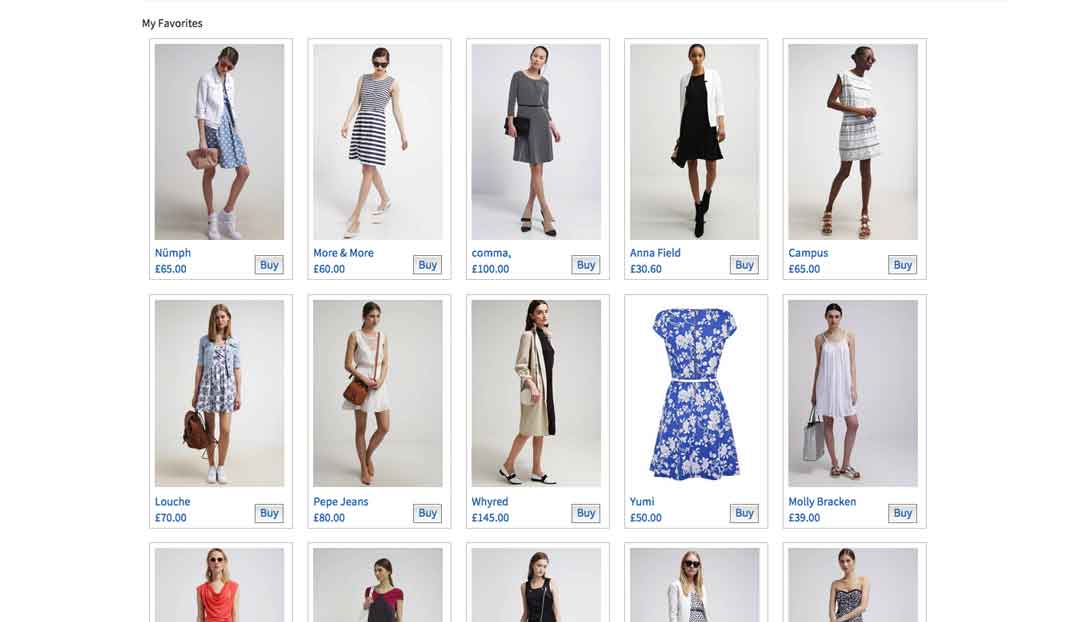 My Favorites
Nümph
£65.00
Buy
More & More
£60.00
Buy
comma,
£100.00
Buy
Anna Field
£30.60
Buy
Campus
£65.00
Buy
Louche
£70.00
Buy
Pepe Jeans
£80.00
Buy
Whyred
£145.00
Buy
Yumi
£50.00
Buy
Molly Bracken
£39.00
Buy